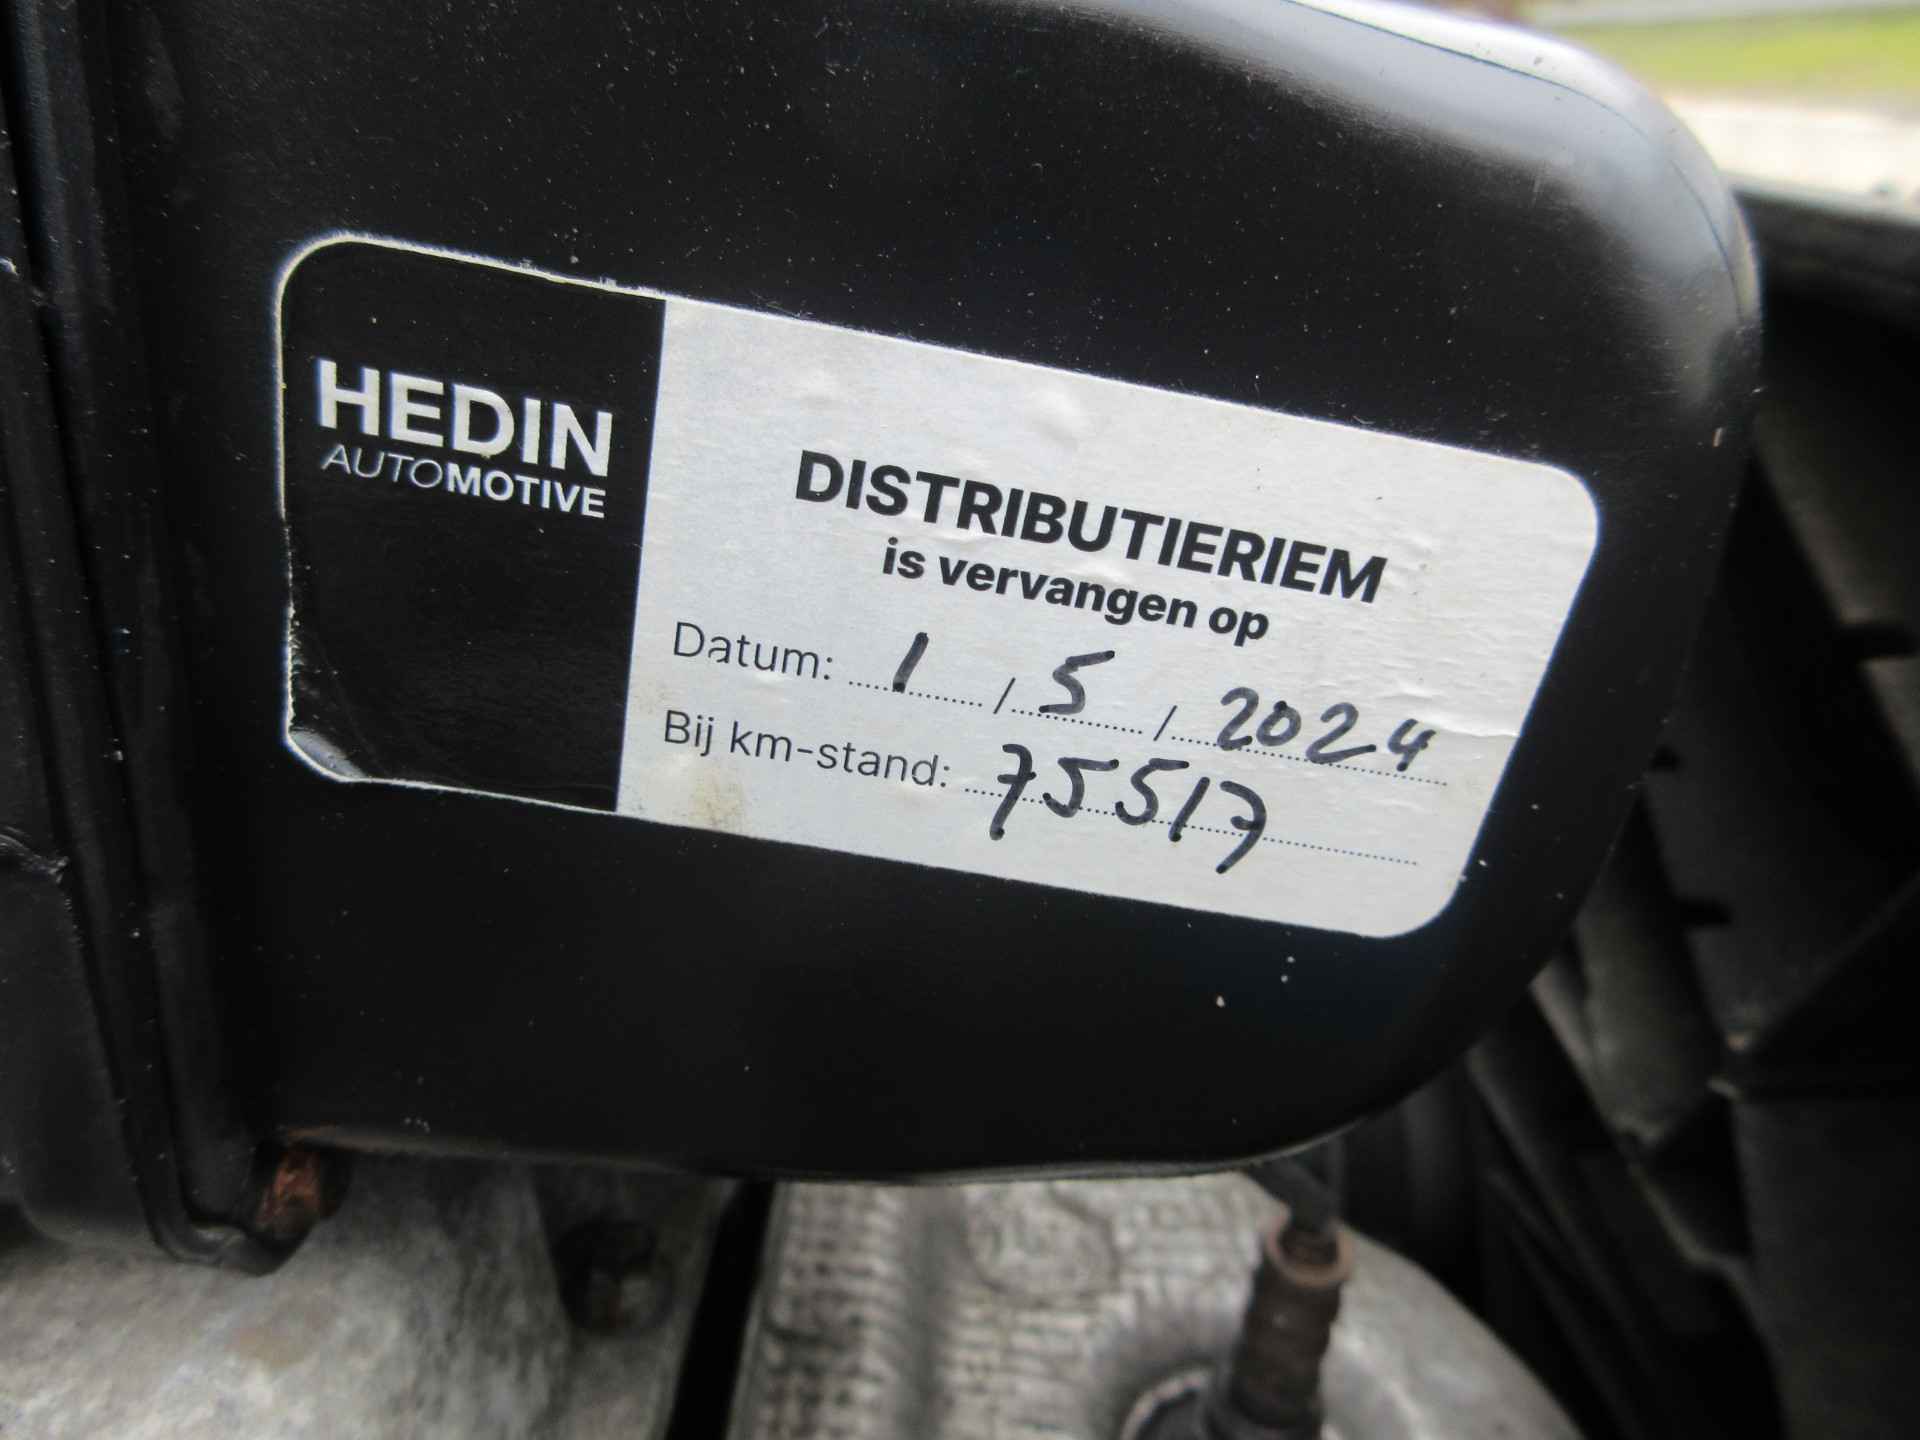 HEDIN
AUTOMOTIVE
DISTRIBUTIERIEM
is vervangen op
Datum: 1 / 5 / 2024
Bij km-stand: 75517